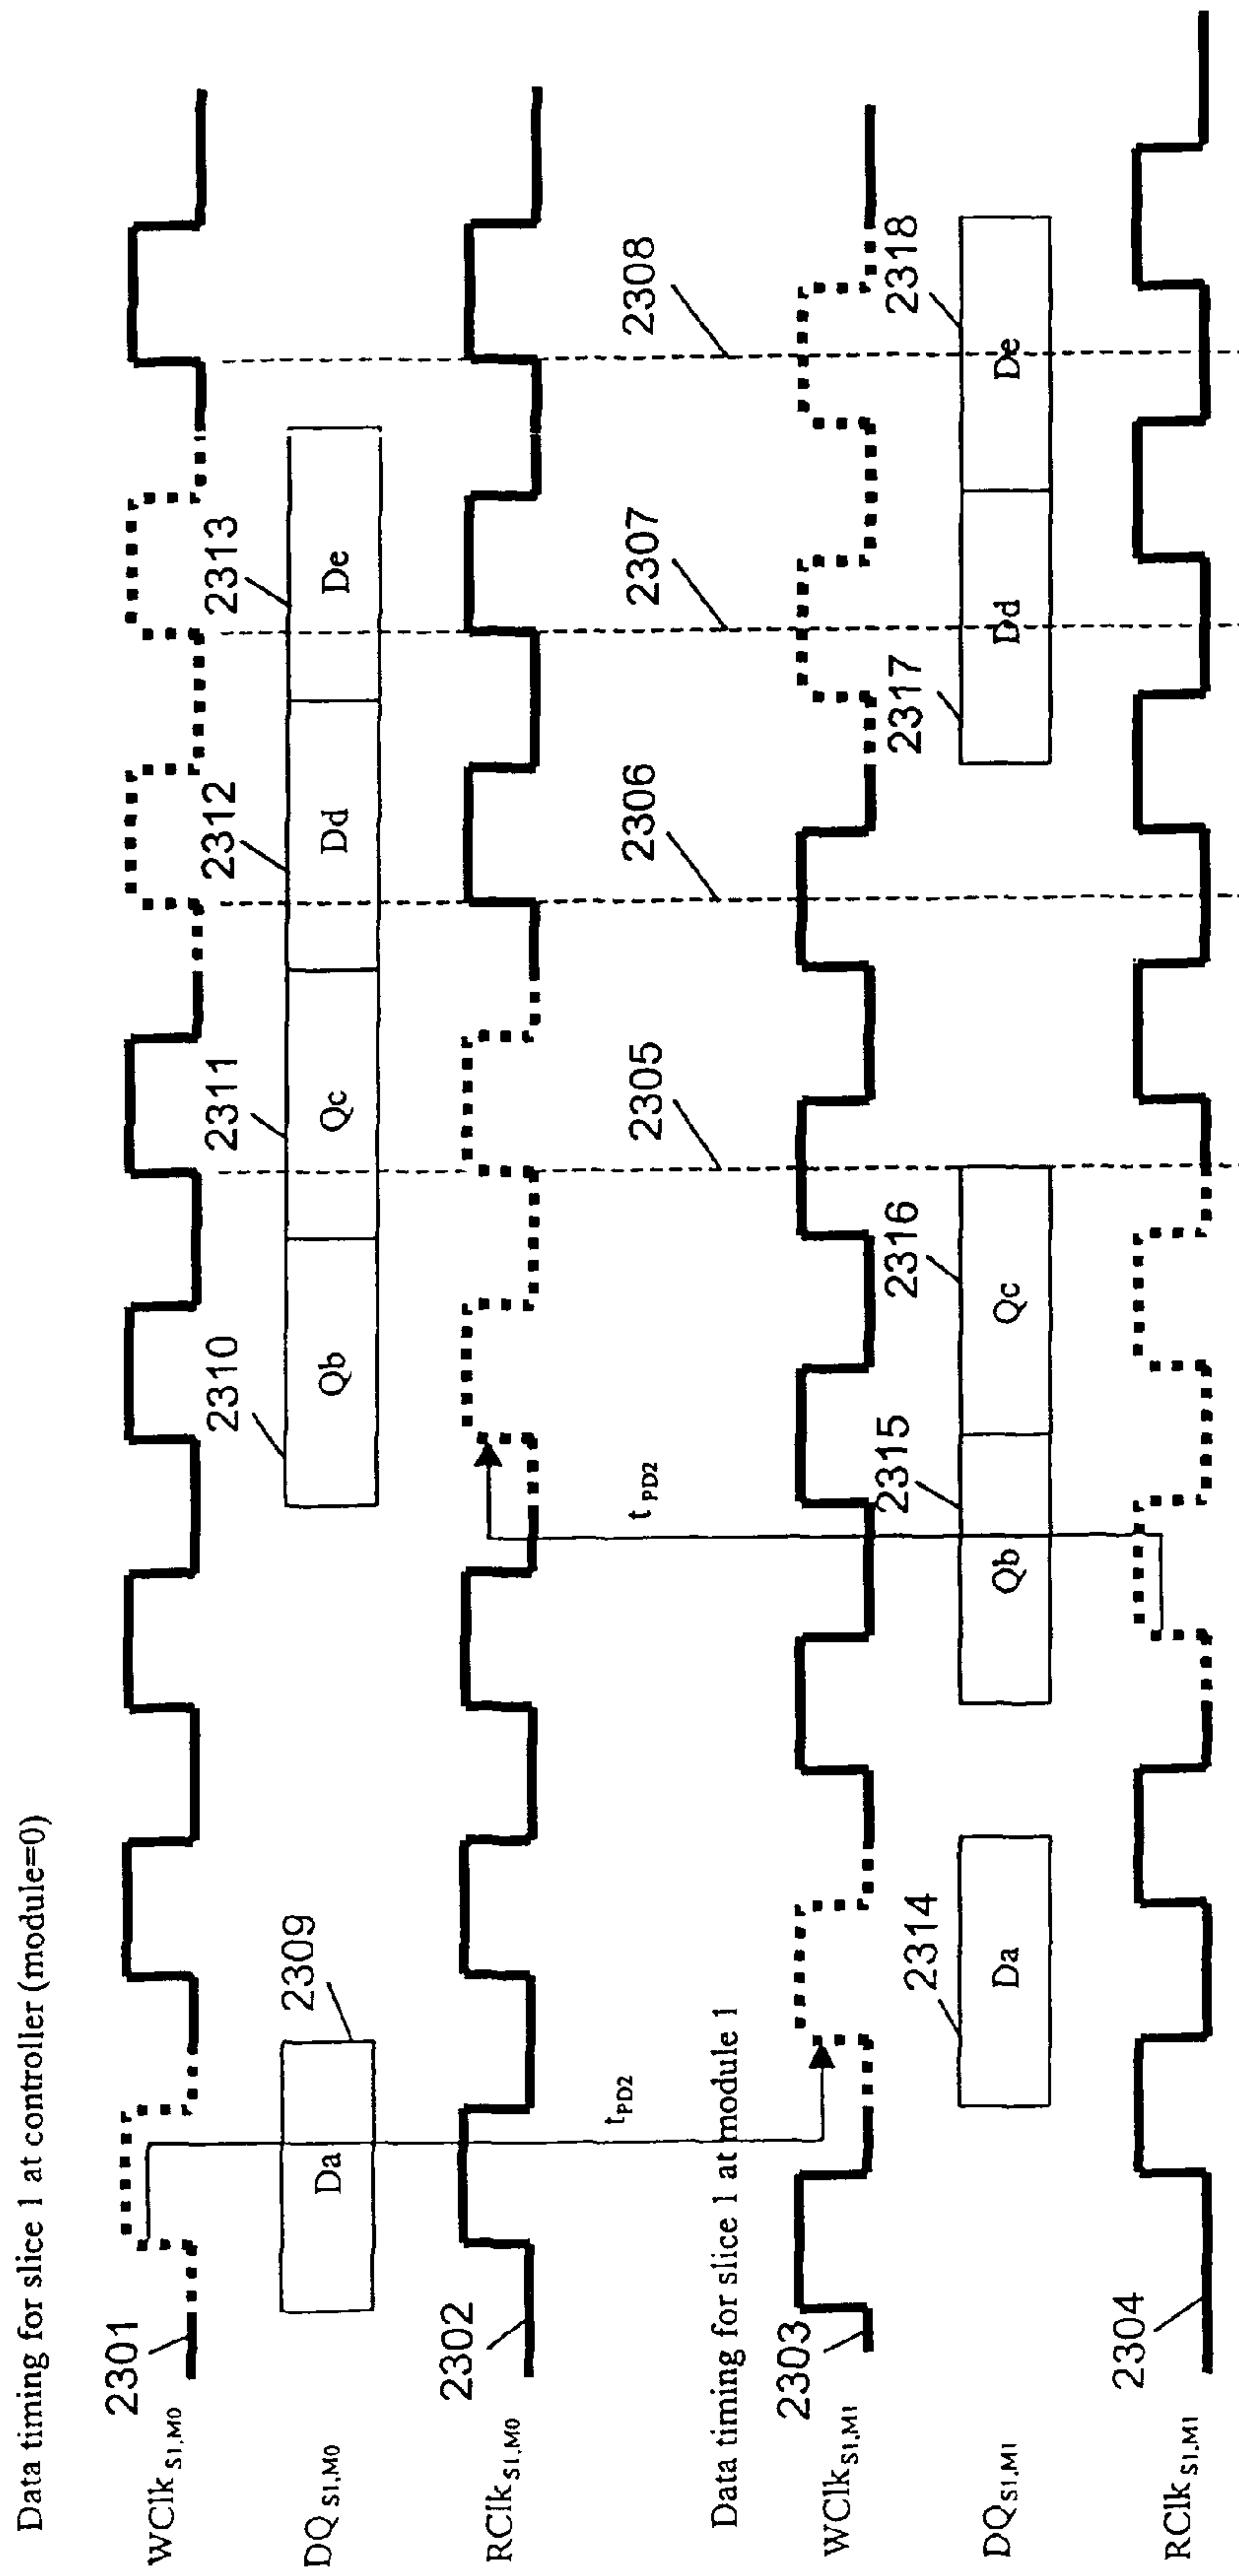 Data timing for slice 1 at controller (module=0)
WClk S1,M0
2301
DQ S1,M0
2309
Da
2310
Qb
2311
Qc
2312
Dd
2313
De
RClk S1,M0
2302
tPD2
t PD2
2305
2306
2307
2308
Data timing for slice 1 at module 1
WClk S1,M1
2303
DQ S1,M1
2314
Da
2315
Qb
2316
Qc
2317
Dd
2318
De
RClk S1,M1
2304